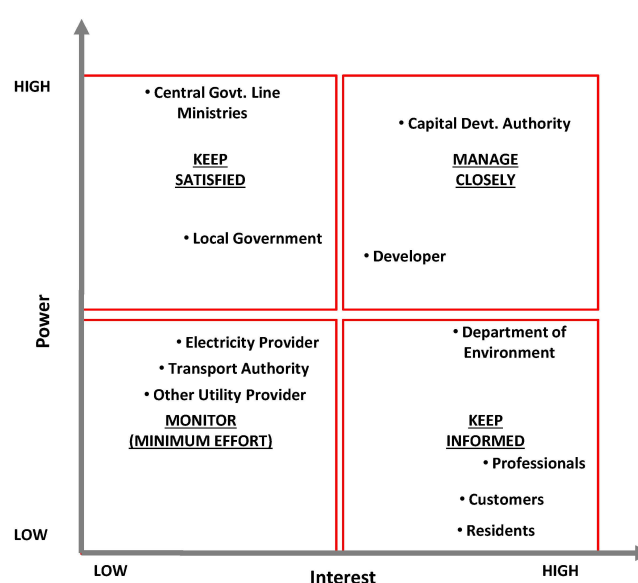 HIGH
• Central Govt. Line
Ministries
KEEP
SATISFIED
• Local Government
• Capital Devt. Authority
MANAGE
CLOSELY
• Developer
Power
• Electricity Provider
• Transport Authority
• Other Utility Provider
MONITOR
(MINIMUM EFFORT)
• Department of
Environment
KEEP
INFORMED
• Professionals
• Customers
• Residents
LOW
LOW
Interest
HIGH